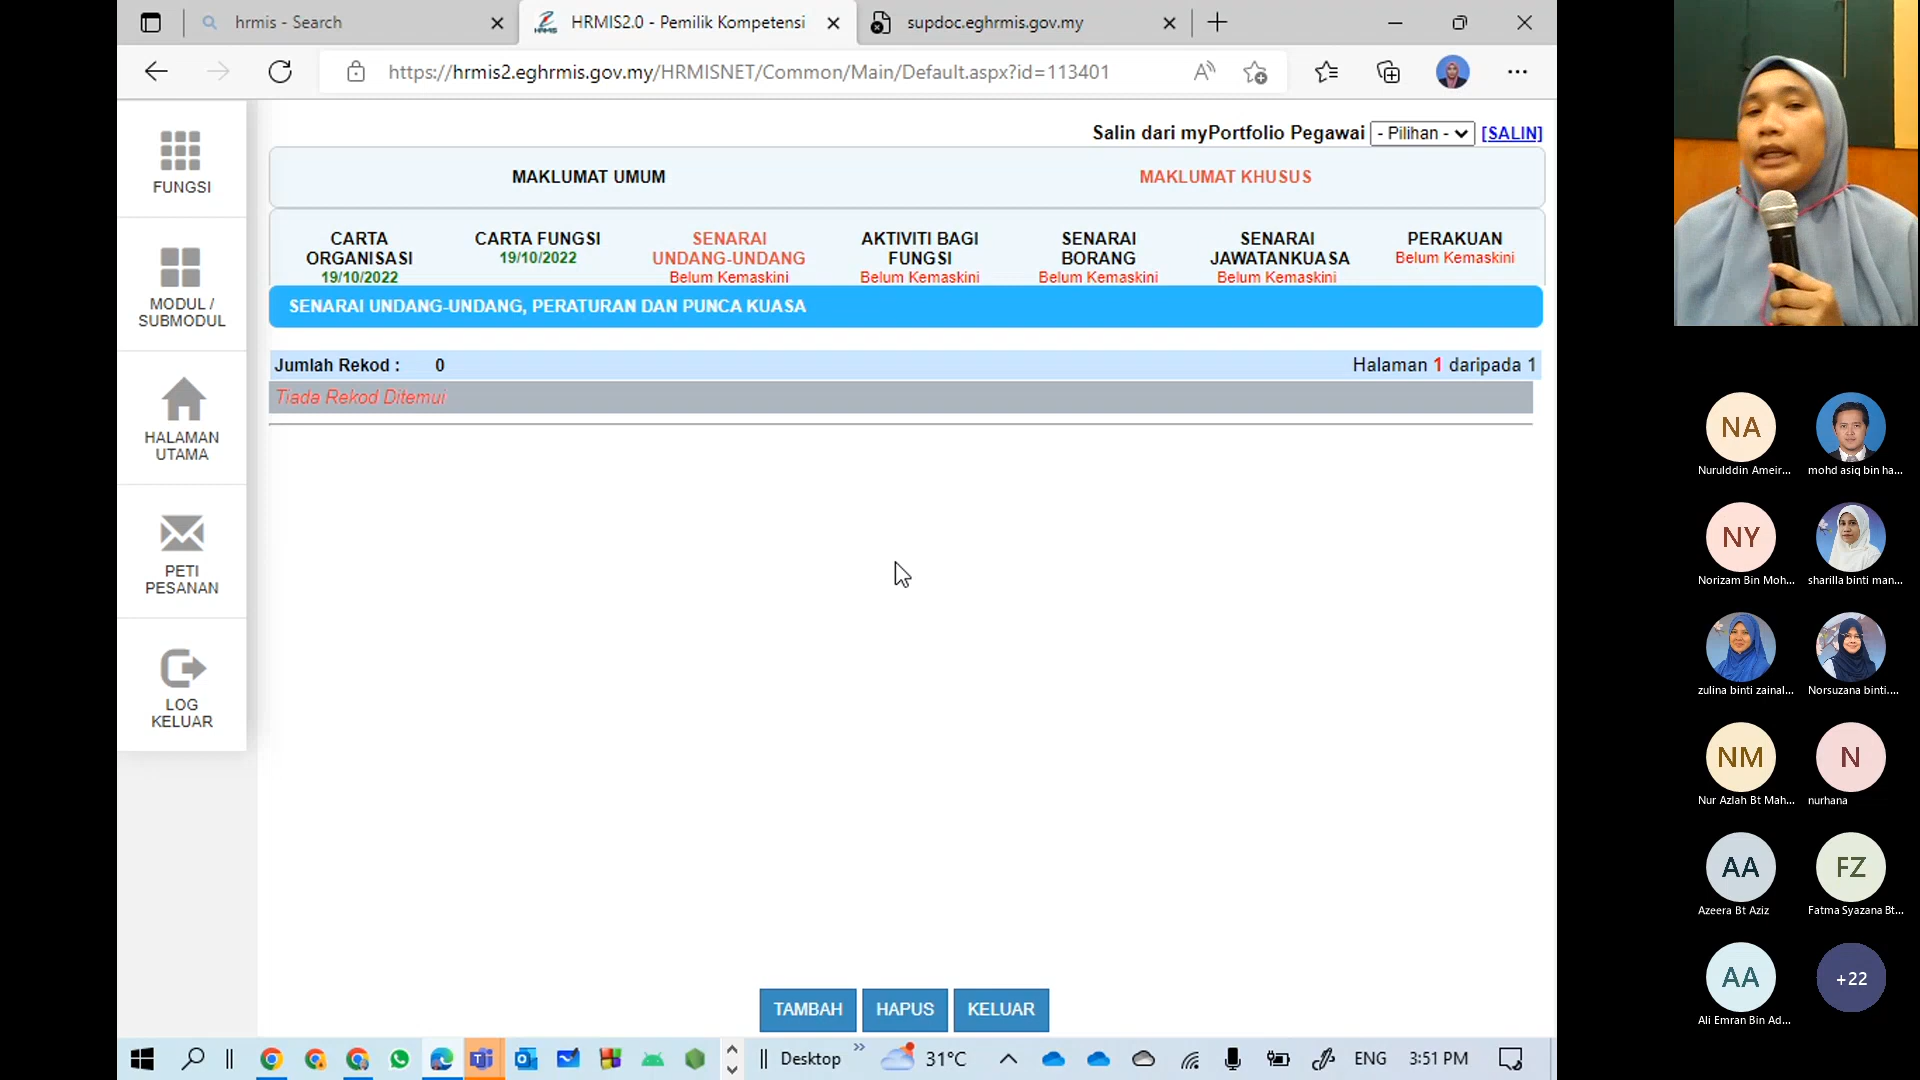 hrmis - Search
HRMIS2.0 - Pemilik Kompetensi
supdoc.eghrmis.gov.my
https://hrmis2.eghrmis.gov.my/HRMISNET/Common/Main/Default.aspx?id=113401
FUNGSI
MODUL /
SUBMODUL
HALAMAN
UTAMA
PETI
PESANAN
LOG
KELUAR
Salin dari myPortfolio Pegawai - Pilihan - [SALIN]
MAKLUMAT UMUM
MAKLUMAT KHUSUS
CARTA
ORGANISASI
19/10/2022
CARTA FUNGSI
19/10/2022
SENARAI
UNDANG-UNDANG
Belum Kemaskini
AKTIVITI BAGI
FUNGSI
Belum Kemaskini
SENARAI
BORANG
Belum Kemaskini
SENARAI
JAWATANKUASA
Belum Kemaskini
PERAKUAN
Belum Kemaskini
SENARAI UNDANG-UNDANG, PERATURAN DAN PUNCA KUASA
Jumlah Rekod : 0
Halaman 1 daripada 1
Tiada Rekod Ditemui
TAMBAH
HAPUS
KELUAR
Desktop
31°C
ENG
3:51 PM
NA
Nurulddin Ameir...
mohd asiq bin ha...
NY
Norizam Bin Moh...
sharilla binti man...
zulina binti zainal...
Norsuzana binti....
NM
Nur Azlah Bt Mah...
N
nurhana
AA
Azeera Bt Aziz
FZ
Fatma Syazana Bt...
AA
Ali Emran Bin Ad...
+22